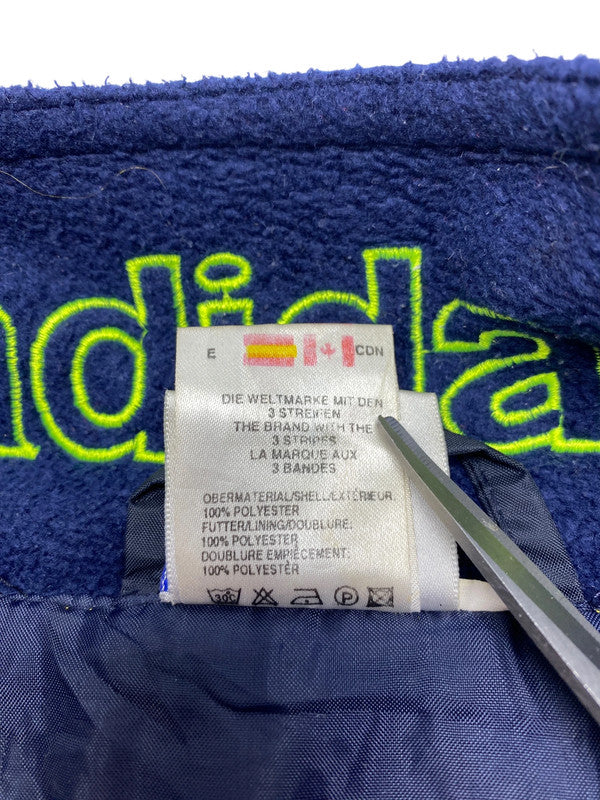 adidas
E CDN
DIE WELTMARKE MIT DEN
3 STREIFEN
THE BRAND WITH THE
3 STRIPES
LA MARQUE AUX
3 BANDES
OBERMATERIAL/SHELL/EXTÉRIEUR:
100% POLYESTER
FUTTER/LINING/DOUBLURE:
100% POLYESTER
DOUBLURE EMPIÈCEMENT:
100% POLYESTER
30C P